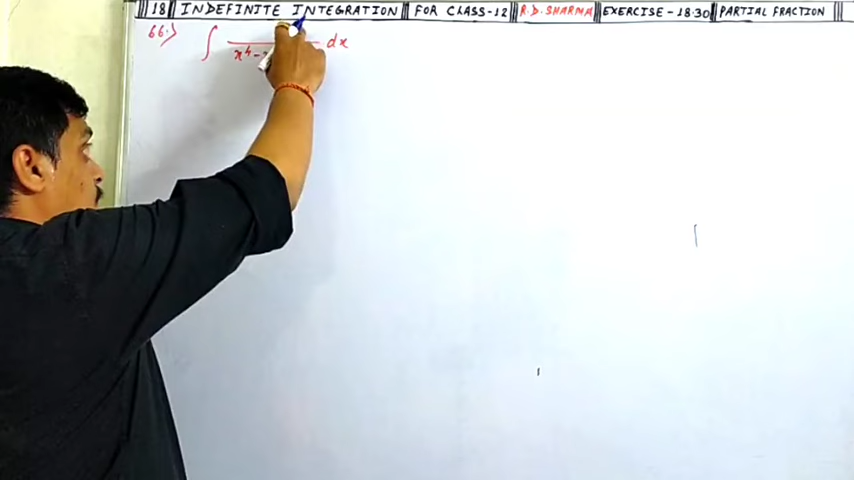 18 INDEFINITE INTEGRATION FOR CLASS-12 R.D. SHARMA EXERCISE-18.30 PARTIAL FRACTION
66.> ∫ dx
x⁴ -